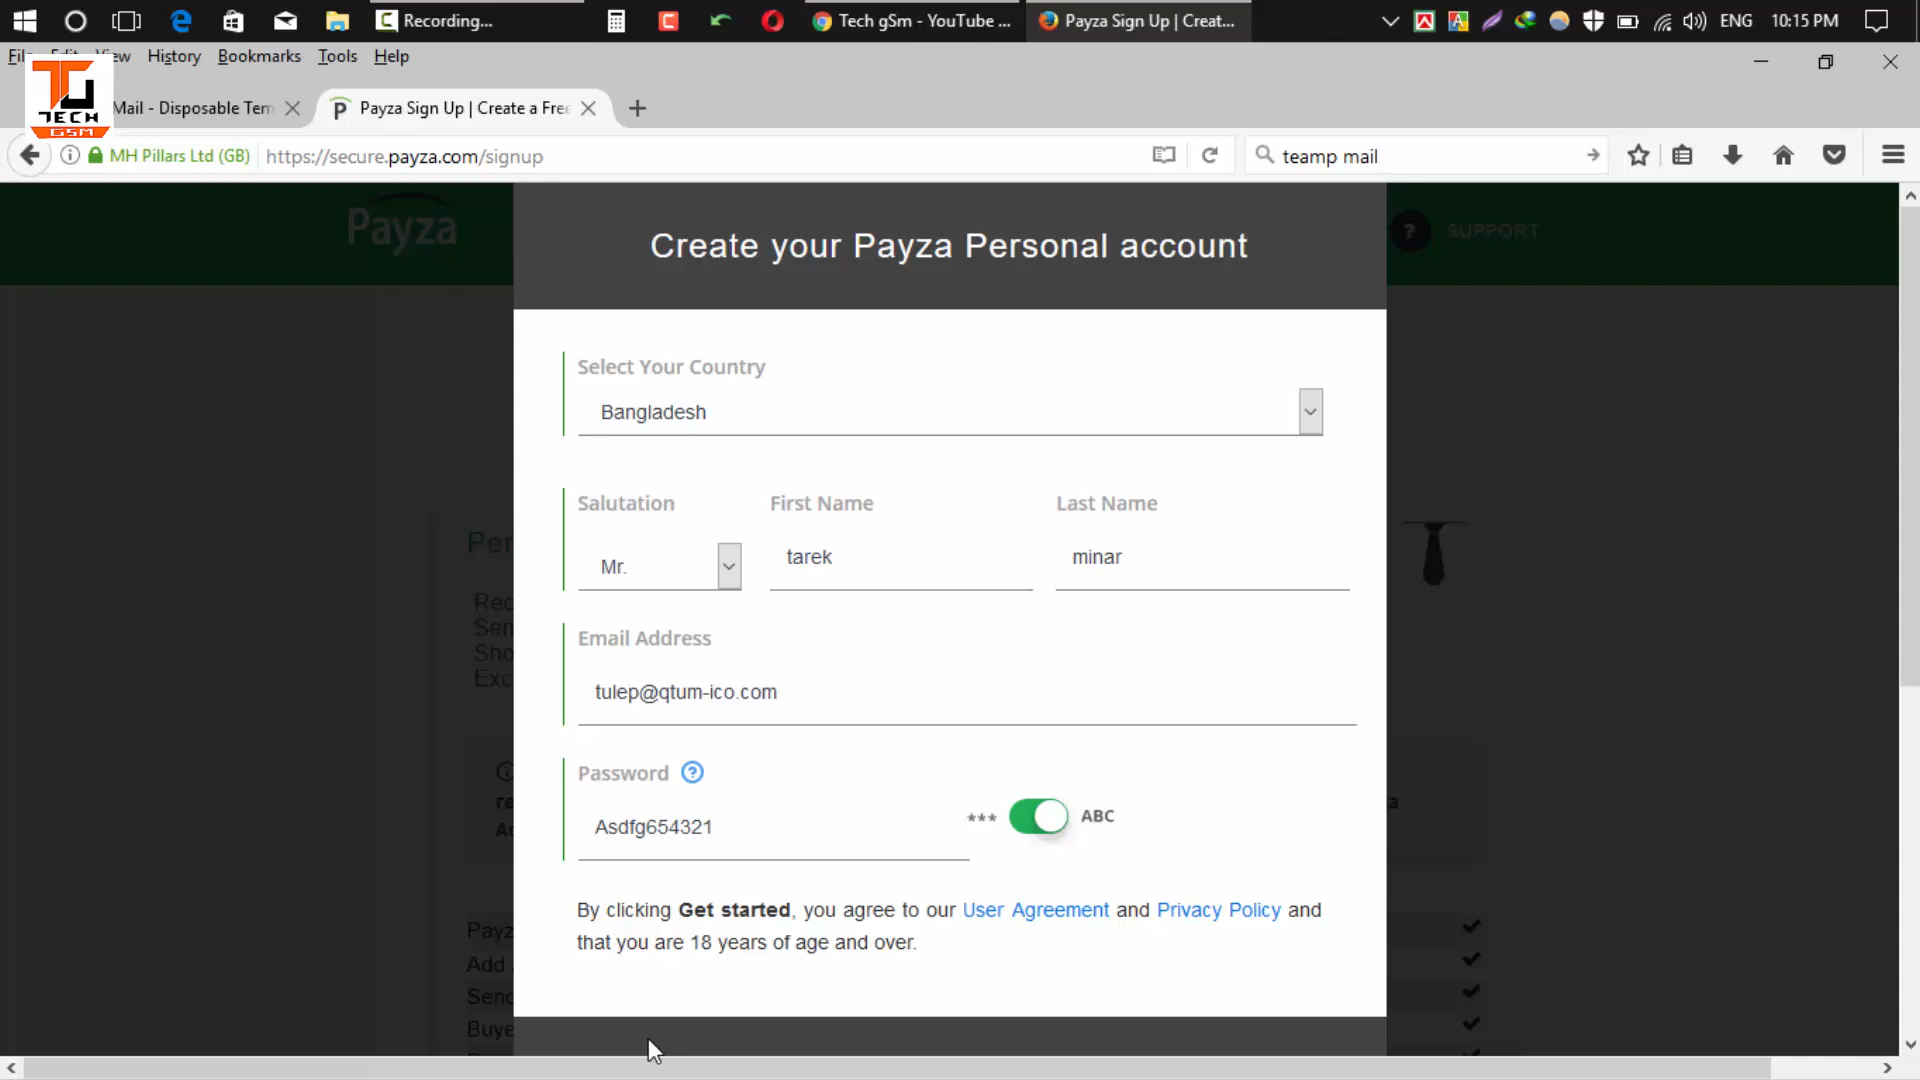 Recording...
Tech gSm - YouTube ...
Payza Sign Up | Creat...
ENG
10:15 PM
History
Bookmarks
Tools
Help
TECH
GSM
Mail - Disposable Tem
Payza Sign Up | Create a Free
MH Pillars Ltd (GB)
https://secure.payza.com/signup
teamp mail
Payza
Create your Payza Personal account
? SUPPORT
Select Your Country
Bangladesh
Salutation
First Name
Last Name
Mr.
tarek
minar
Email Address
tulep@qtum-ico.com
Password ?
Asdfg654321
*** ABC
By clicking Get started, you agree to our User Agreement and Privacy Policy and
that you are 18 years of age and over.